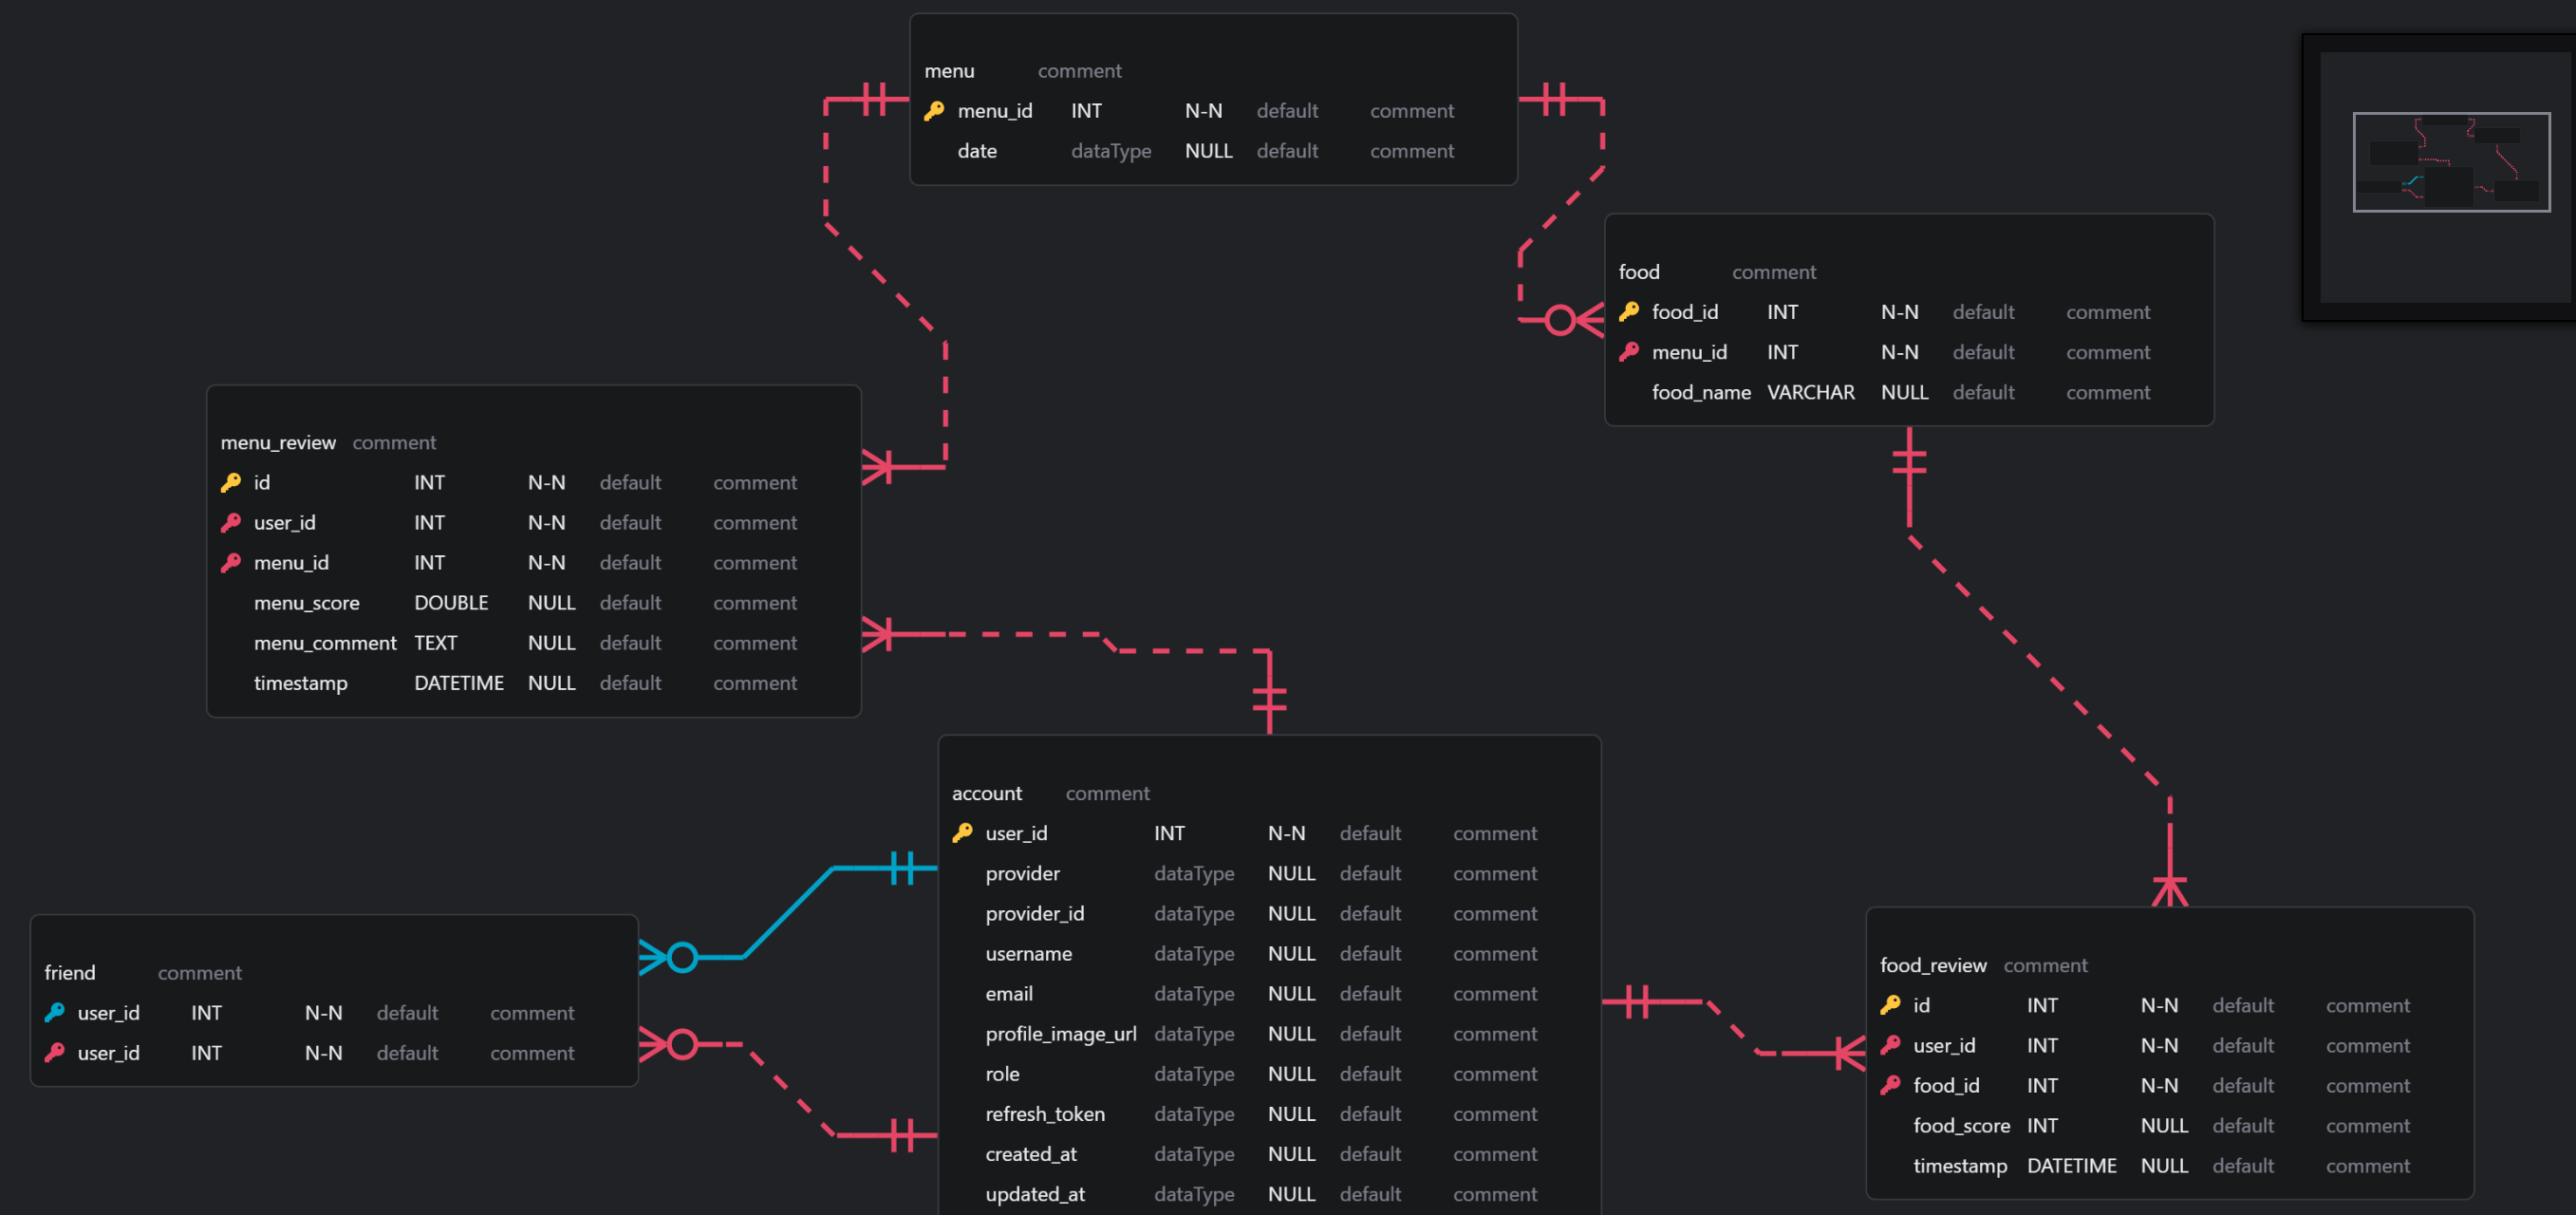 menu comment
menu_id INT N-N default comment
date dataType NULL default comment
food comment
food_id INT N-N default comment
menu_id INT N-N default comment
food_name VARCHAR NULL default comment
menu_review comment
id INT N-N default comment
user_id INT N-N default comment
menu_id INT N-N default comment
menu_score DOUBLE NULL default comment
menu_comment TEXT NULL default comment
timestamp DATETIME NULL default comment
account comment
user_id INT N-N default comment
provider dataType NULL default comment
provider_id dataType NULL default comment
username dataType NULL default comment
email dataType NULL default comment
profile_image_url dataType NULL default comment
role dataType NULL default comment
refresh_token dataType NULL default comment
created_at dataType NULL default comment
updated_at dataType NULL default comment
friend comment
user_id INT N-N default comment
user_id INT N-N default comment
food_review comment
id INT N-N default comment
user_id INT N-N default comment
food_id INT N-N default comment
food_score INT NULL default comment
timestamp DATETIME NULL default comment